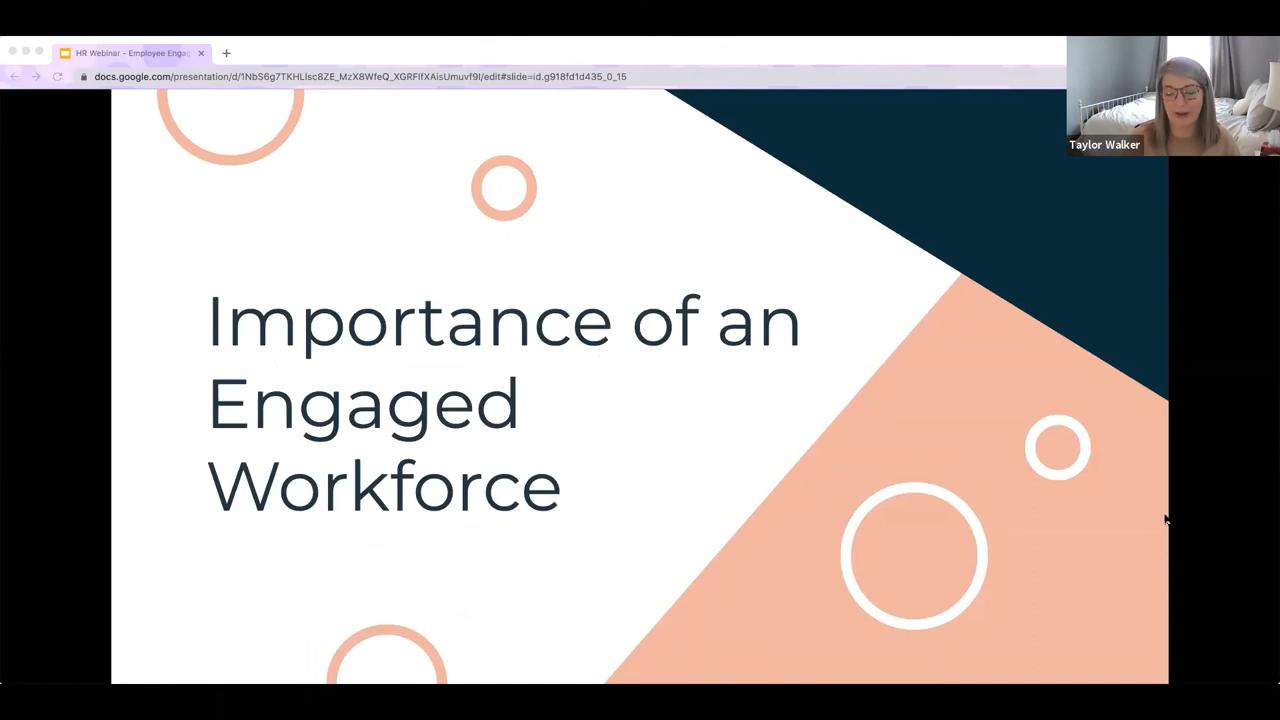 HR Webinar - Employee Engag
docs.google.com/presentation/d/1NbS6g7TKHLIsc8ZE_MzX8WfeQ_XGRFIfXAisUmuvf9I/edit#slide=id.g918fd1d435_0_15
Taylor Walker
Importance of an
Engaged
Workforce